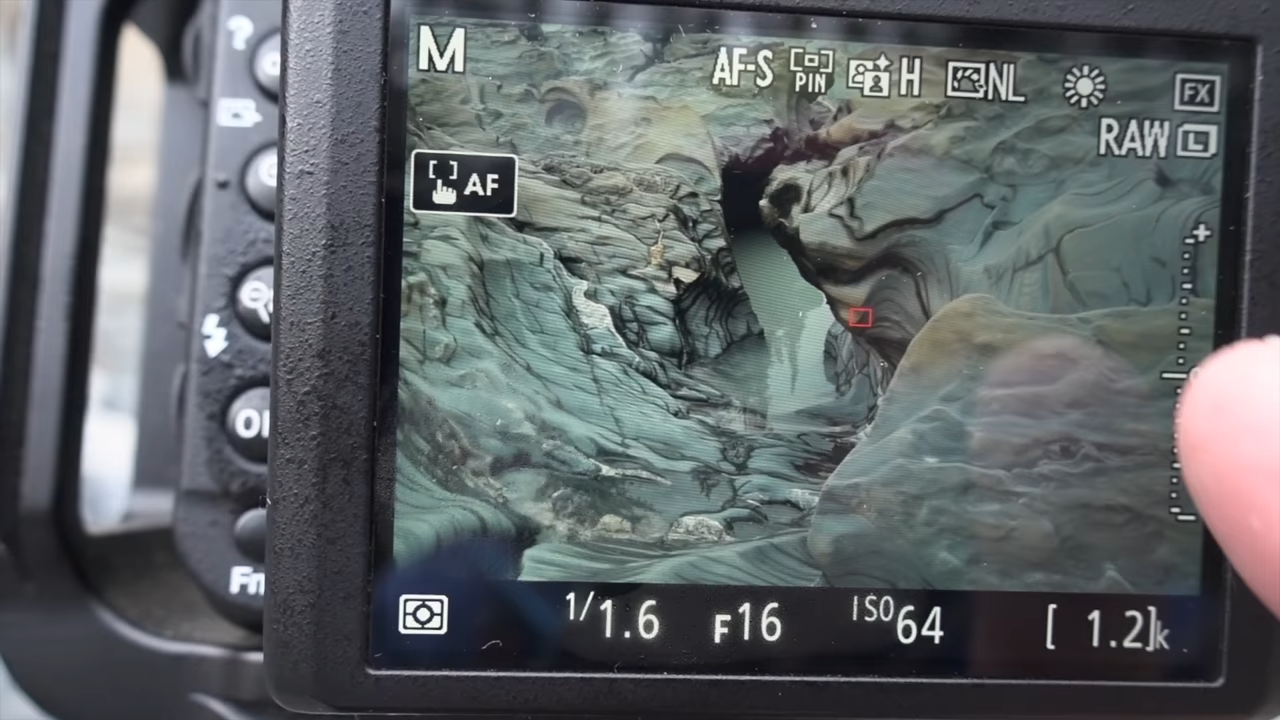 ?
M
AF-S PIN H NL FX
RAW L
AF
+
Fn
1/1.6 F16 ISO64 [ 1.2]k